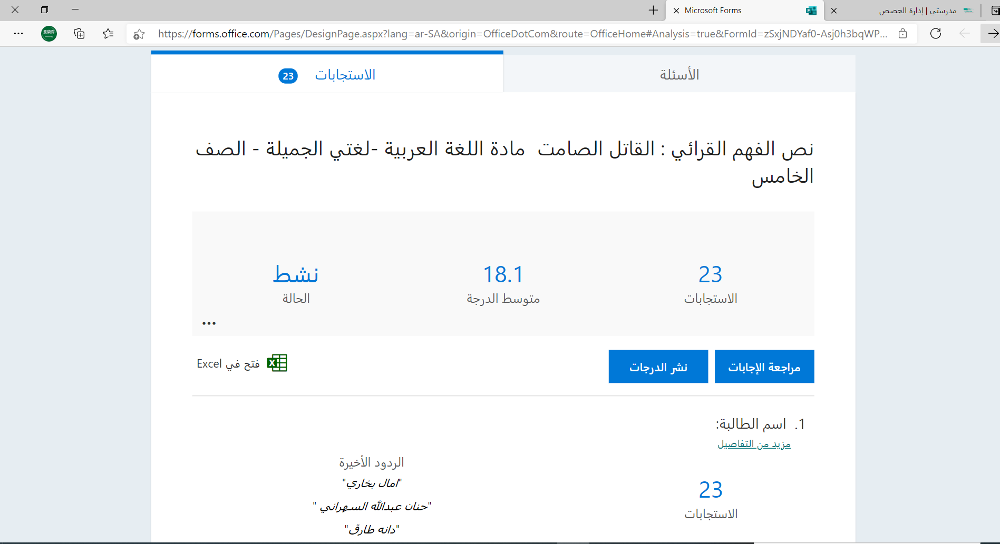 مدرستي | إدارة الحصص
Microsoft Forms
https://forms.office.com/Pages/DesignPage.aspx?lang=ar-SA&origin=OfficeDotCom&route=OfficeHome#Analysis=true&FormId=zSxjNDYaf0-Asj0h3bqWP...
الأسئلة
الاستجابات 23
نص الفهم القرائي : القاتل الصامت مادة اللغة العربية -لغتي الجميلة - الصف
الخامس
23
الاستجابات
18.1
متوسط الدرجة
نشط
الحالة
مراجعة الإجابات
نشر الدرجات
فتح في Excel
1. اسم الطالبة:
مزيد من التفاصيل
23
الاستجابات
الردود الأخيرة
"امال بخاري"
"حنان عبدالله السهراني "
"دانه طارق"